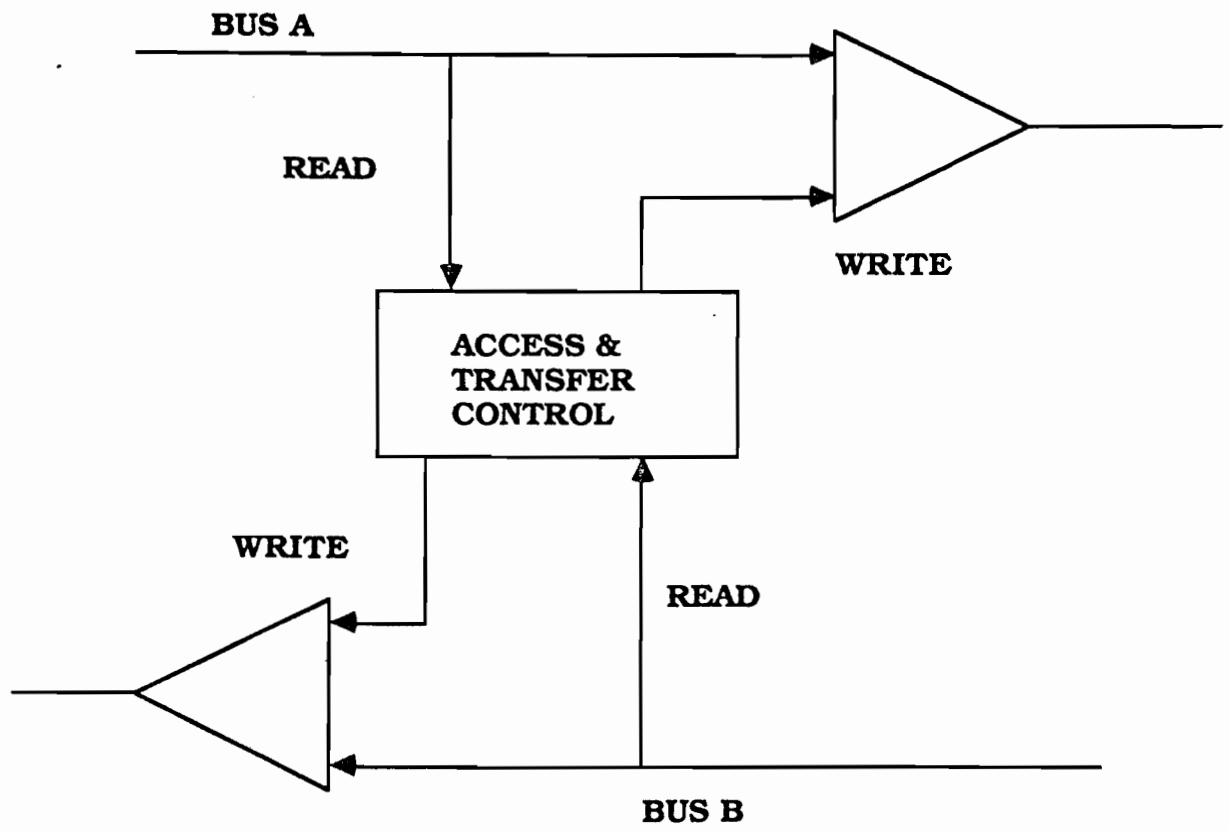 BUS A
READ
WRITE
ACCESS &
TRANSFER
CONTROL
WRITE
READ
BUS B